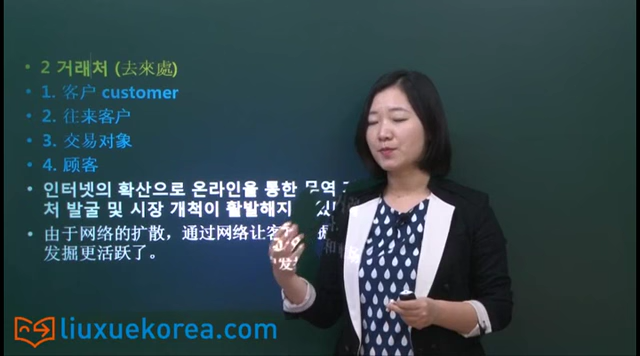 • 2 거래처 (去來處)
• 1. 客户 customer
• 2. 往来客户
• 3. 交易对象
• 4. 顾客
• 인터넷의 확산으로 온라인을 통한 무역
처 발굴 및 시장 개척이 활발해지
• 由于网络的扩散，通过网络让客
发掘更活跃了。
liuxuekorea.com